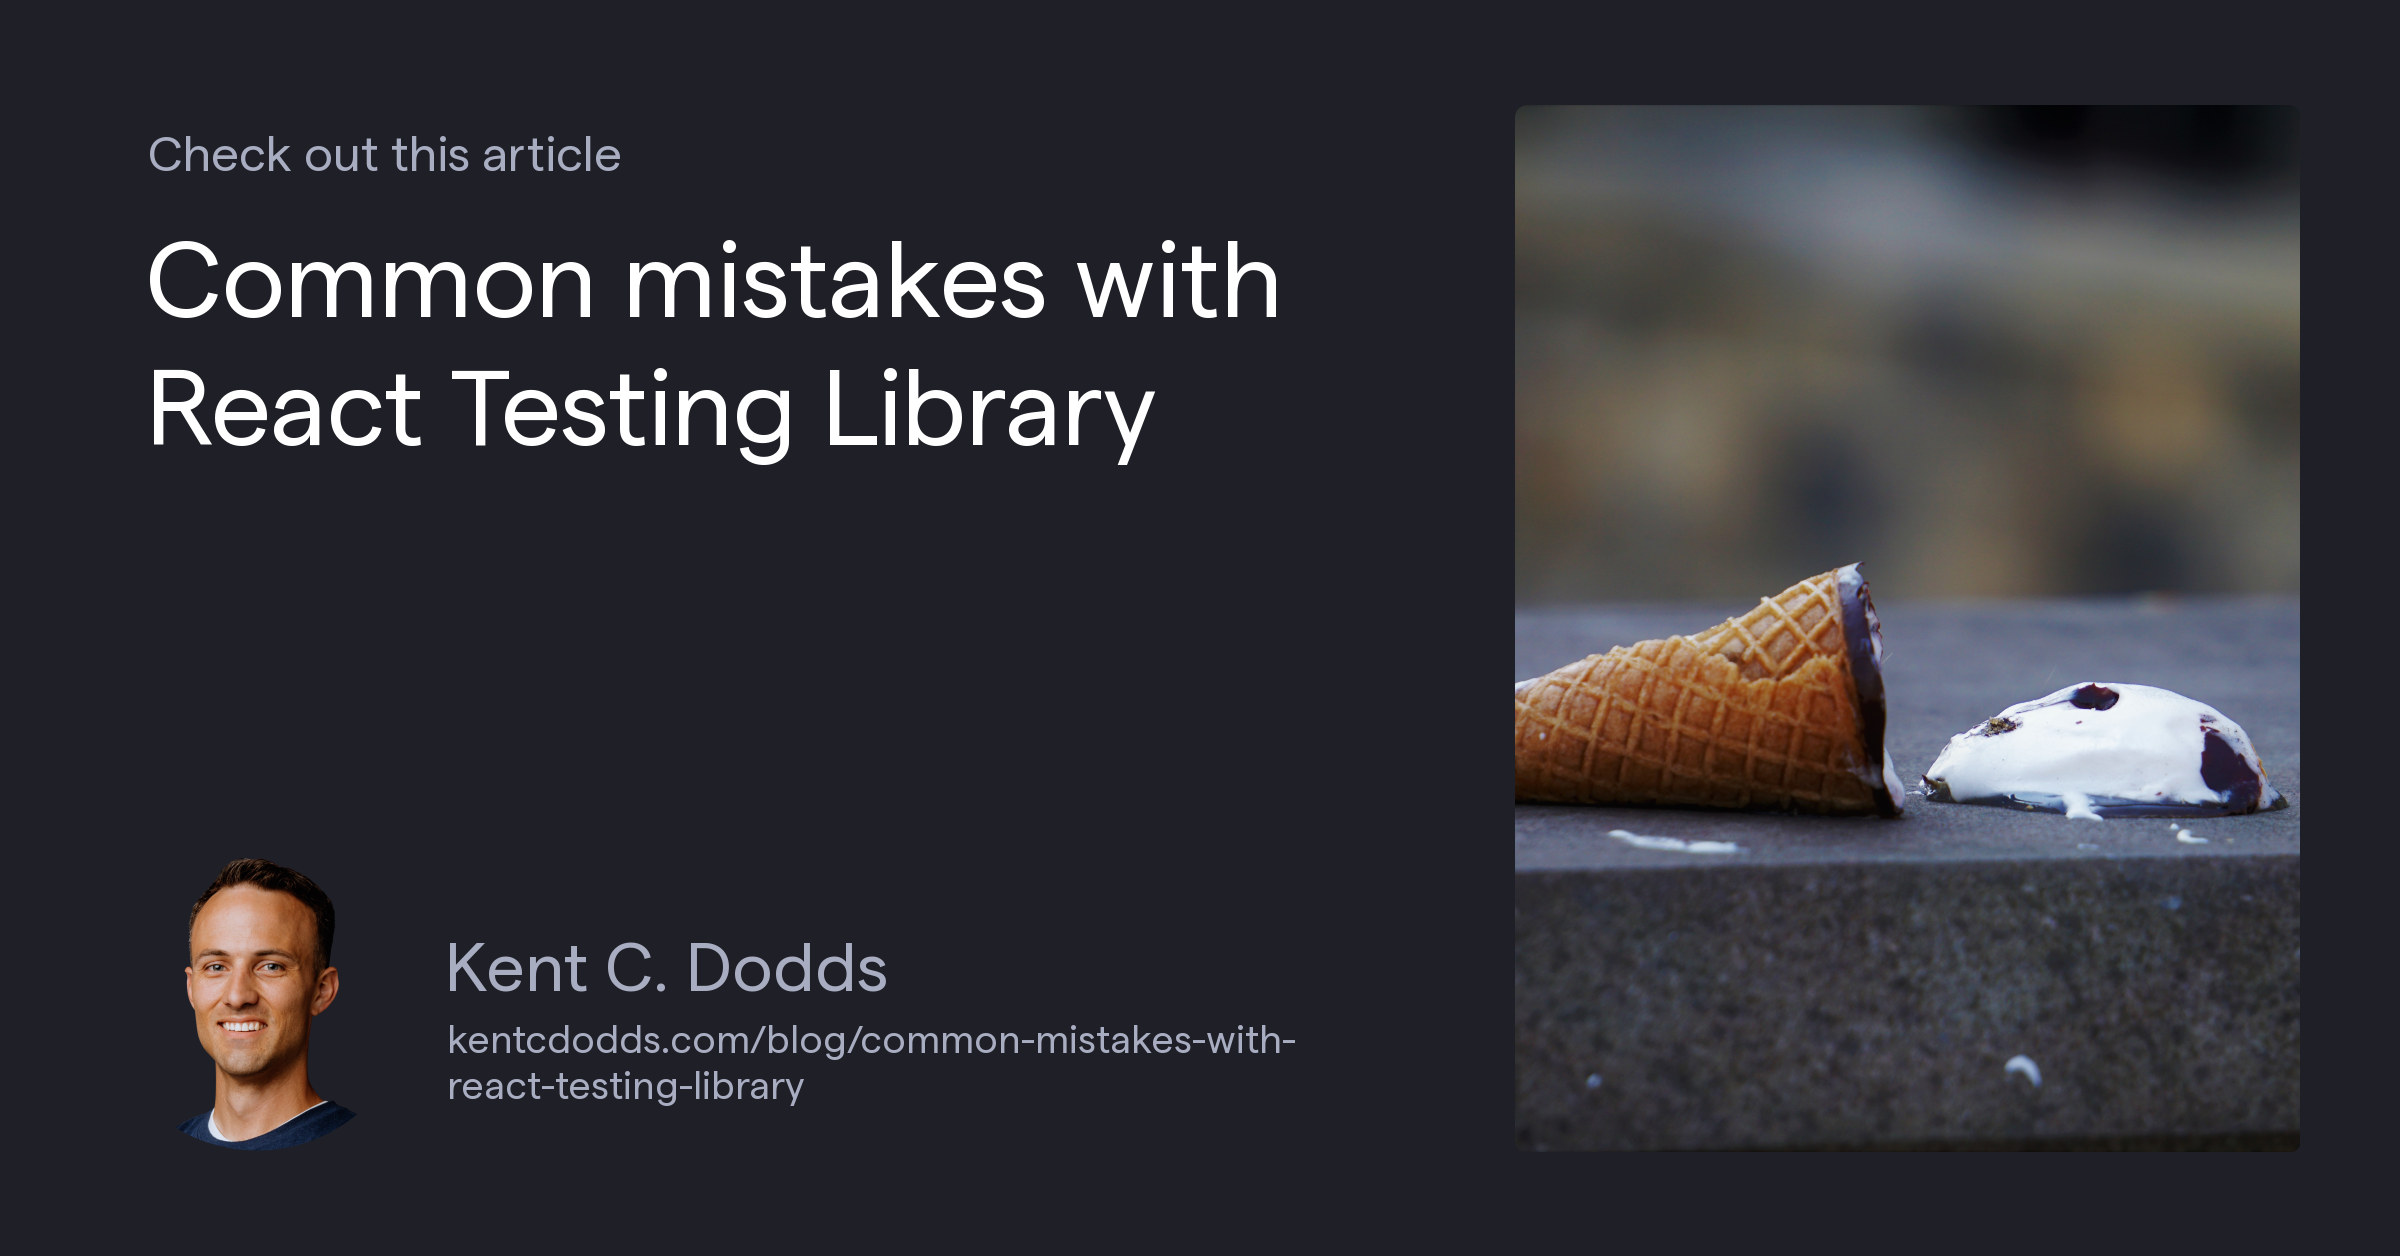 Check out this article
Common mistakes with
React Testing Library
Kent C. Dodds
kentcdodds.com/blog/common-mistakes-with-
react-testing-library